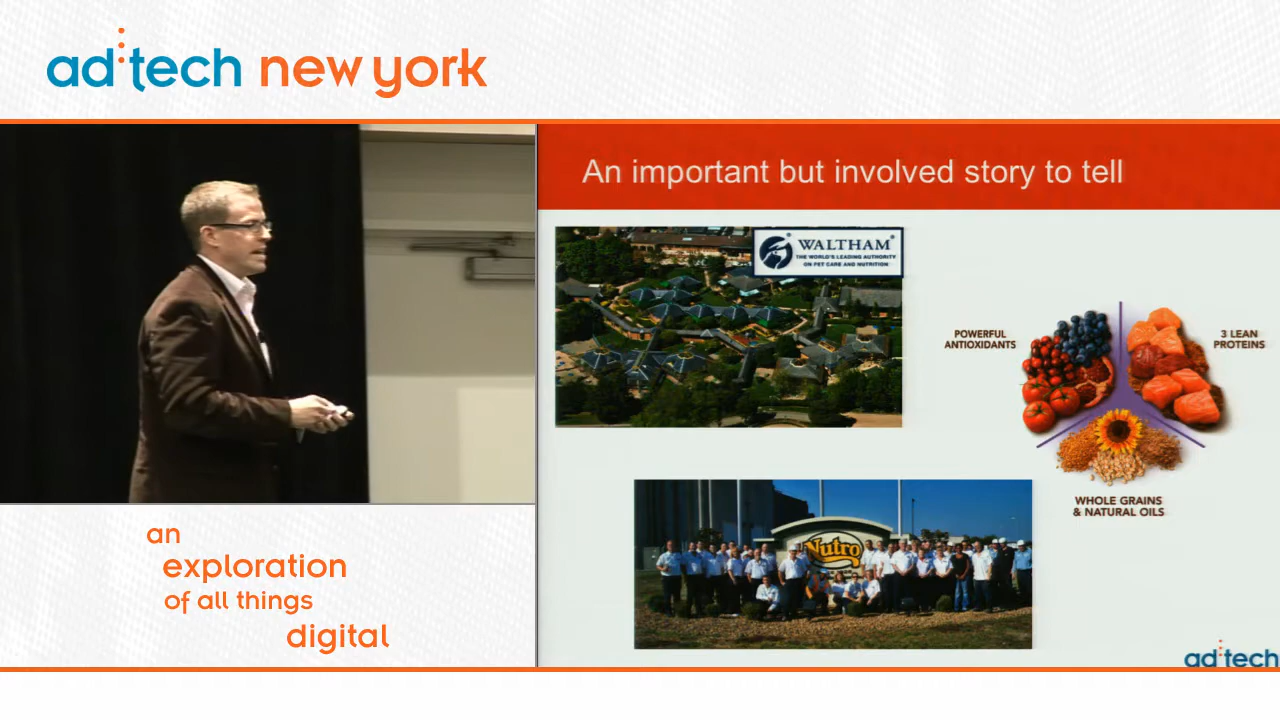 ad:tech new york
An important but involved story to tell
WALTHAM®
THE WORLD'S LEADING AUTHORITY
ON PET CARE AND NUTRITION
POWERFUL
ANTIOXIDANTS
3 LEAN
PROTEINS
WHOLE GRAINS
& NATURAL OILS
Nutro
an
exploration
of all things
digital
ad:tech